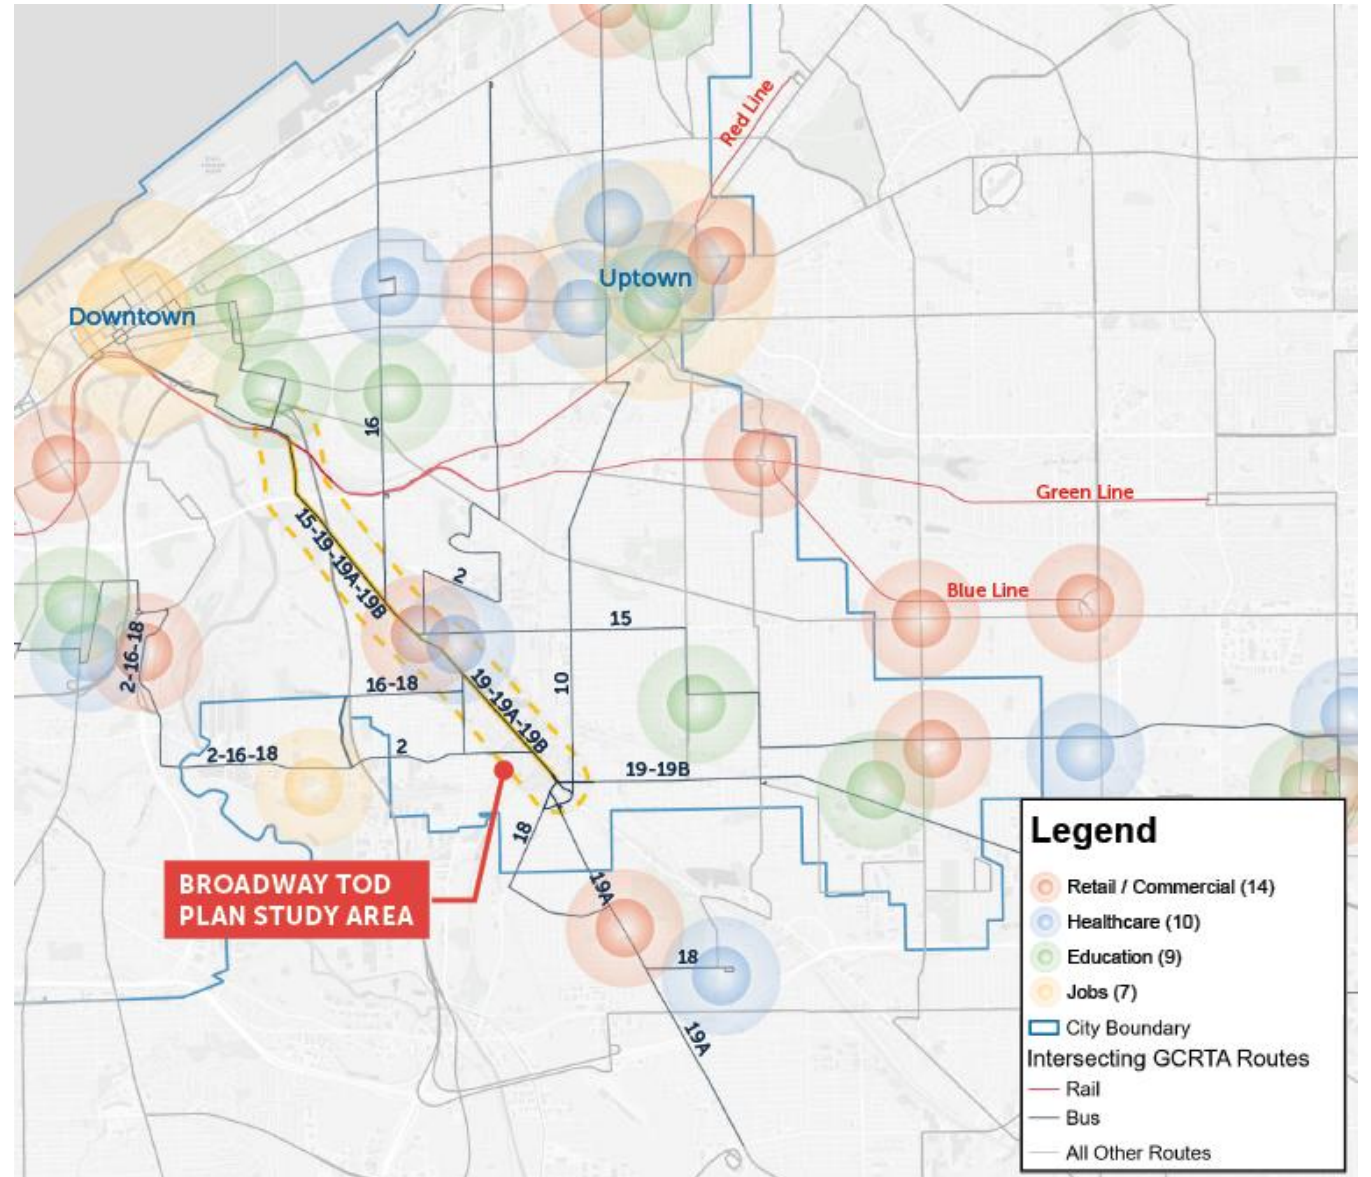 Red Line
Uptown
Downtown
16
Green Line
15-19-19A-19B
2
Blue Line
15
2-16-18
16-18
10
19-19A-19B
2-16-18
2
19-19B
18
BROADWAY TOD
PLAN STUDY AREA
19A
18
19A
7
Legend
Retail / Commercial (14)
Healthcare (10)
Education (9)
Jobs (7)
City Boundary
Intersecting GCRTA Routes
Rail
Bus
All Other Routes